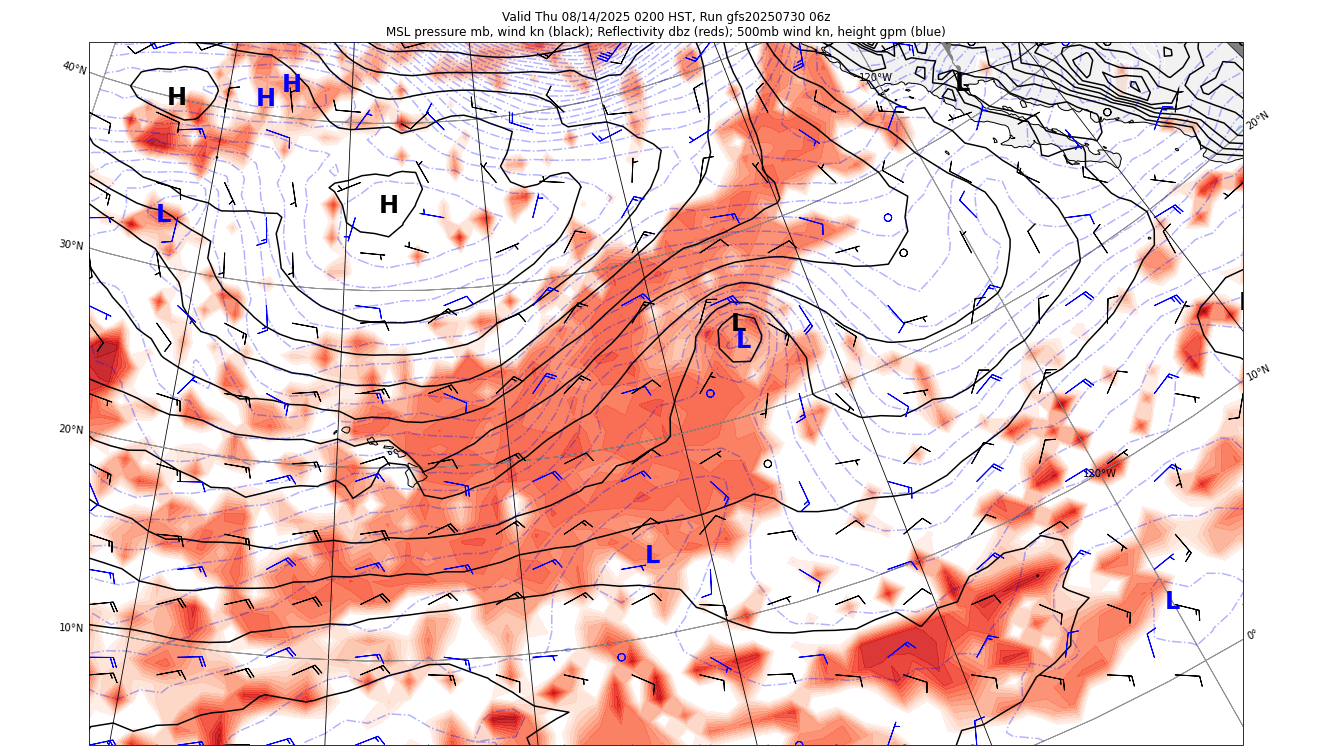 Valid Thu 08/14/2025 0200 HST, Run gfs20250730 06z
MSL pressure mb, wind kn (black); Reflectivity dbz (reds); 500mb wind kn, height gpm (blue)
40°N
120°W
20°N
H
H
H
L
H
L
30°N
L
L
10°N
20°N
120°W
L
L
10°N
0°